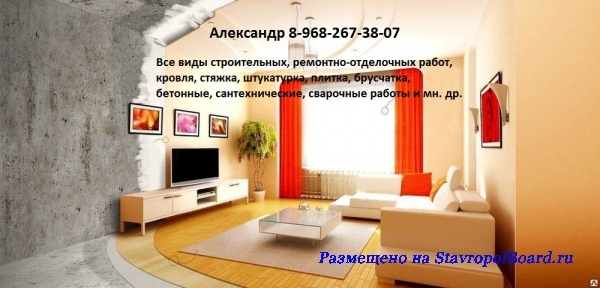 Александр 8-968-267-38-07
Все виды строительных, ремонтно-отделочных работ,
кровля, стяжка, штукатурка, плитка, брусчатка,
бетонные, сантехнические, сварочные работы и мн. др.
Размещено на StavropolBoard.ru